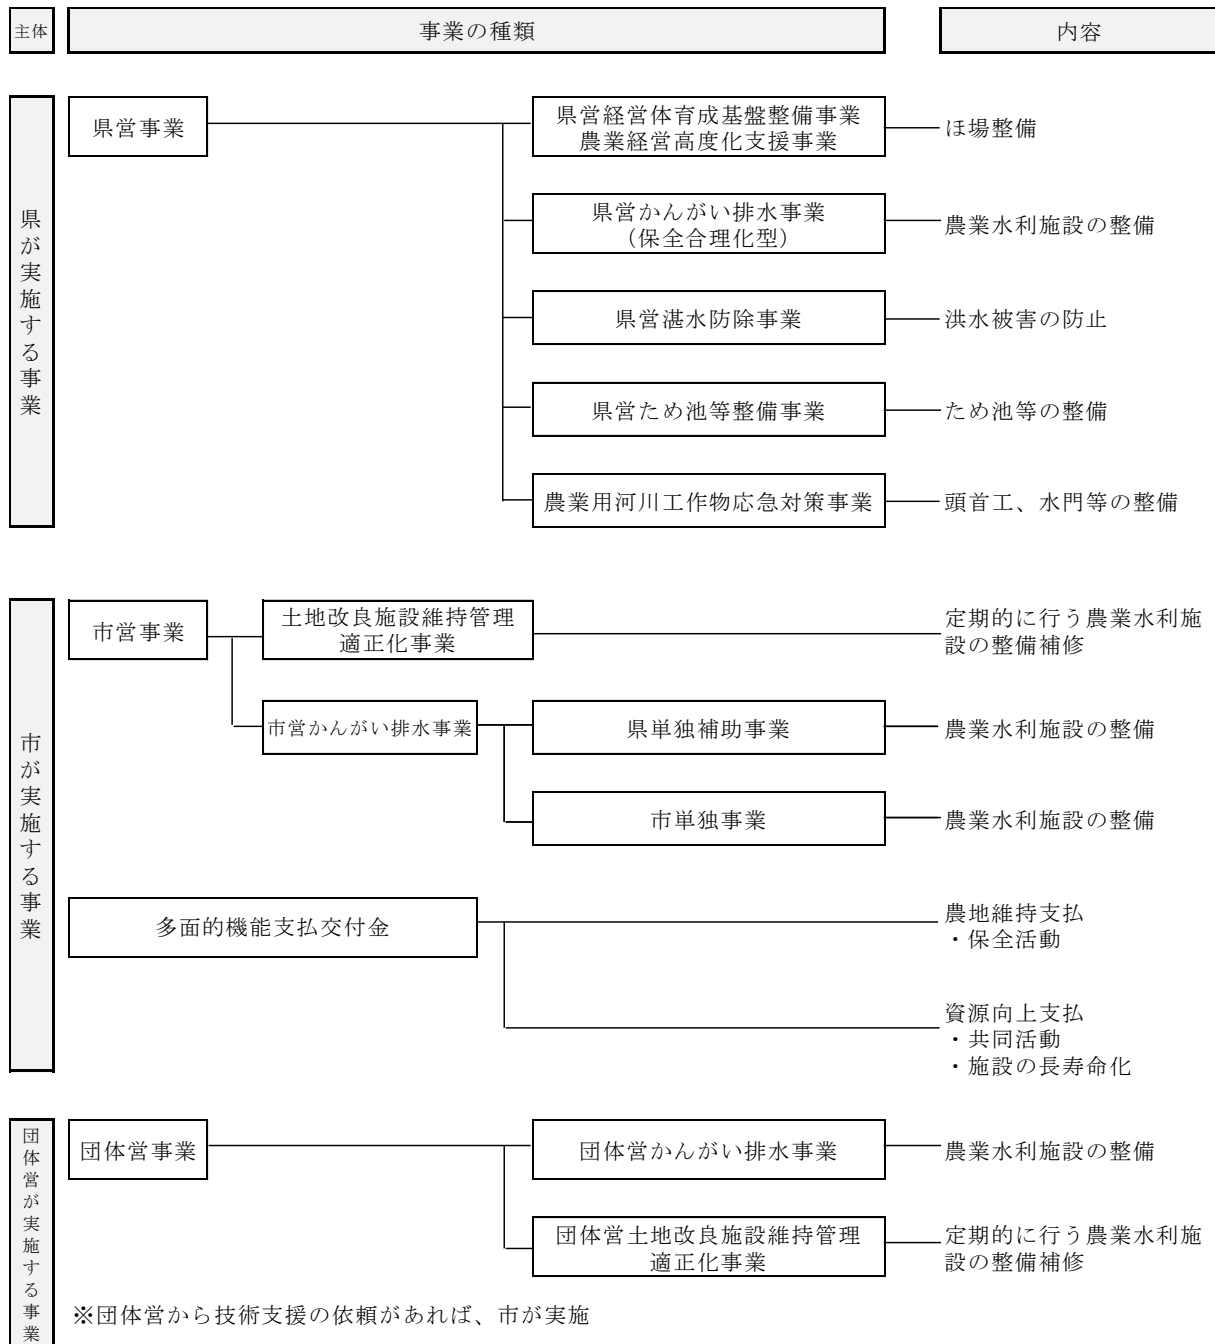 主体
事業の種類
内容
県が実施する事業
県営事業
県営経営体育成基盤整備事業
農業経営高度化支援事業
ほ場整備
県営かんがい排水事業
(保全合理化型)
農業水利施設の整備
県営湛水防除事業
洪水被害の防止
県営ため池等整備事業
ため池等の整備
農業用河川工作物応急対策事業
頭首工、水門等の整備
市が実施する事業
市営事業
土地改良施設維持管理
適正化事業
定期的に行う農業水利施
設の整備補修
市営かんがい排水事業
県単独補助事業
農業水利施設の整備
市単独事業
農業水利施設の整備
多面的機能支払交付金
農地維持支払
・保全活動
資源向上支払
・共同活動
・施設の長寿命化
団体営が実施する事業
団体営事業
団体営かんがい排水事業
農業水利施設の整備
団体営土地改良施設維持管理
適正化事業
定期的に行う農業水利施
設の整備補修
※団体営から技術支援の依頼があれば、市が実施